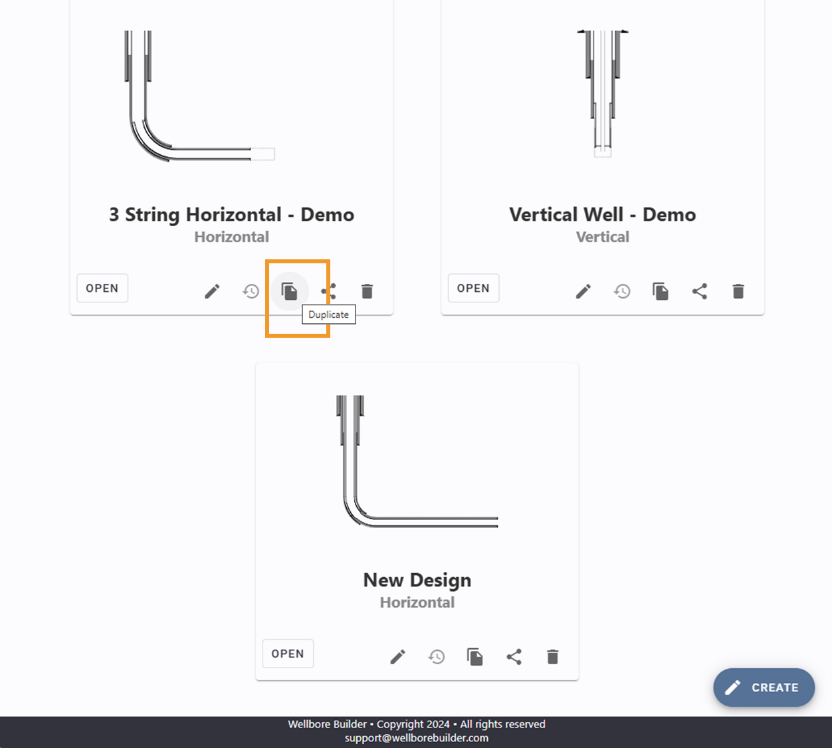 3 String Horizontal - Demo
Horizontal
OPEN
Duplicate
Vertical Well - Demo
Vertical
OPEN
New Design
Horizontal
OPEN
CREATE
Wellbore Builder • Copyright 2024 • All rights reserved
support@wellborebuilder.com